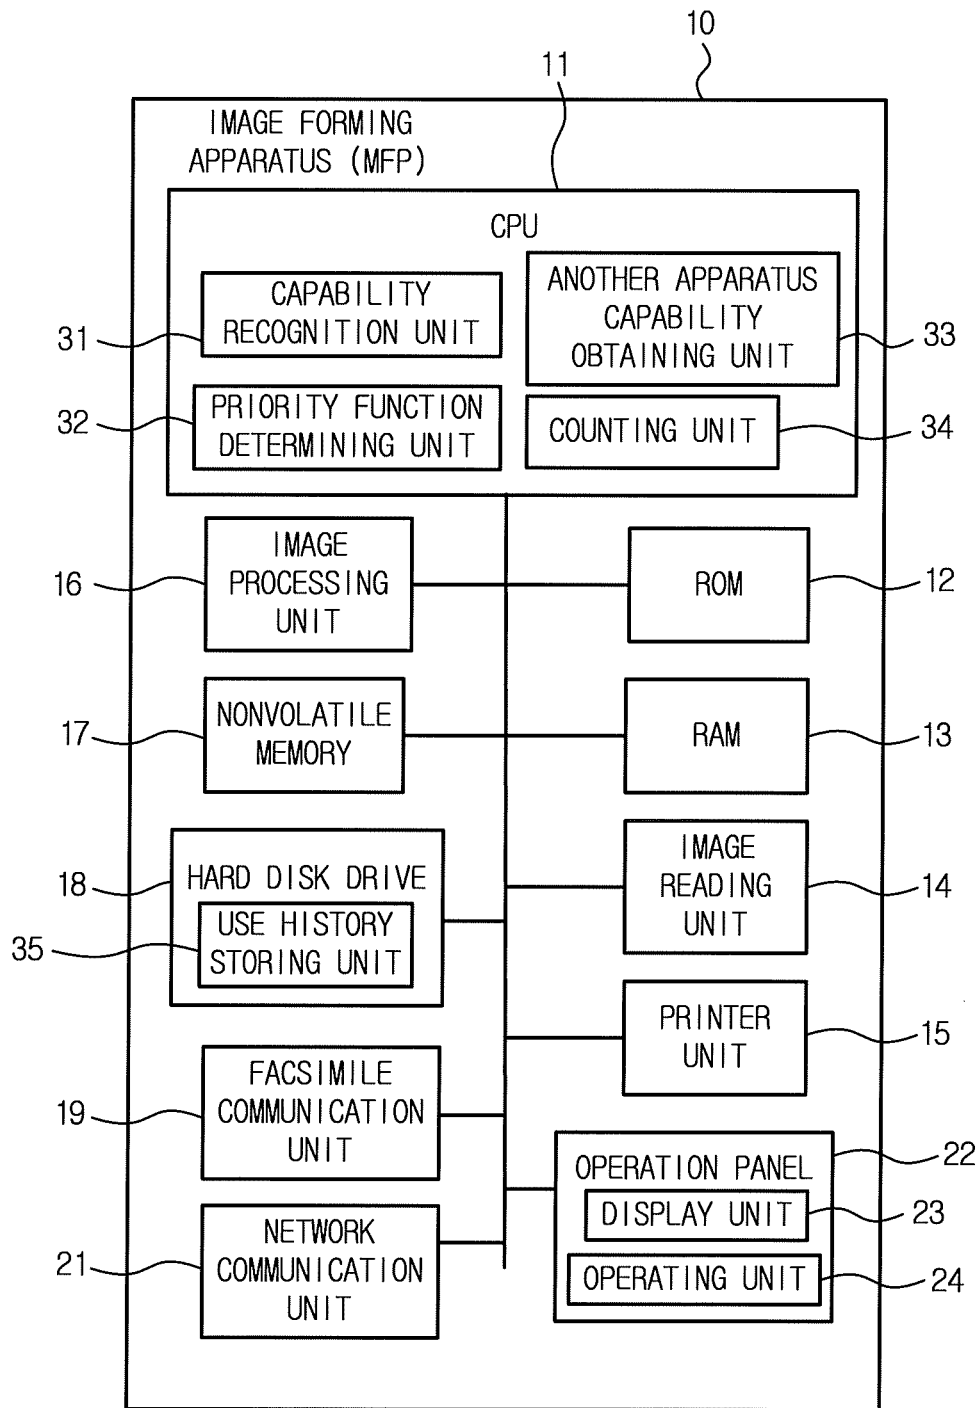 10
11
IMAGE FORMING
APPARATUS (MFP)
CPU
CAPABILITY
RECOGNITION UNIT
31
ANOTHER APPARATUS
CAPABILITY
OBTAINING UNIT
33
PRIORITY FUNCTION
DETERMINING UNIT
32
COUNTING UNIT
34
IMAGE
PROCESSING
UNIT
16
ROM
12
NONVOLATILE
MEMORY
17
RAM
13
HARD DISK DRIVE
18
USE HISTORY
STORING UNIT
35
IMAGE
READING
UNIT
14
PRINTER
UNIT
15
FACSIMILE
COMMUNICATION
UNIT
19
OPERATION PANEL
22
DISPLAY UNIT
23
OPERATING UNIT
24
NETWORK
COMMUNICATION
UNIT
21